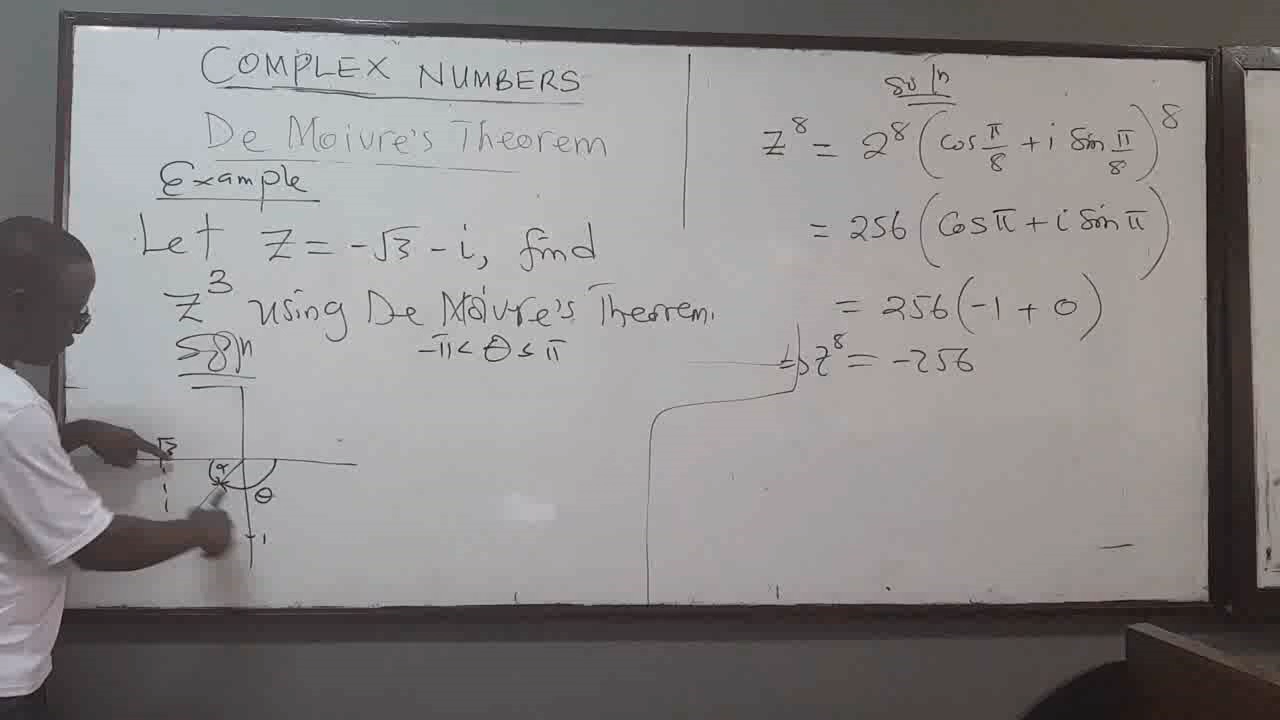 COMPLEX NUMBERS
De Moivre's Theorem
Example
Let Z = -√3 - i, find
Z³ using De Moivre's Theorem.
-π < θ ≤ π
Soln
√3
α
θ
1
soln
Z⁸ = 2⁸ (cos π/8 + i sin π/8)⁸
= 256 (cos π + i sin π)
= 256 (-1 + 0)
⇒ Z⁸ = -256